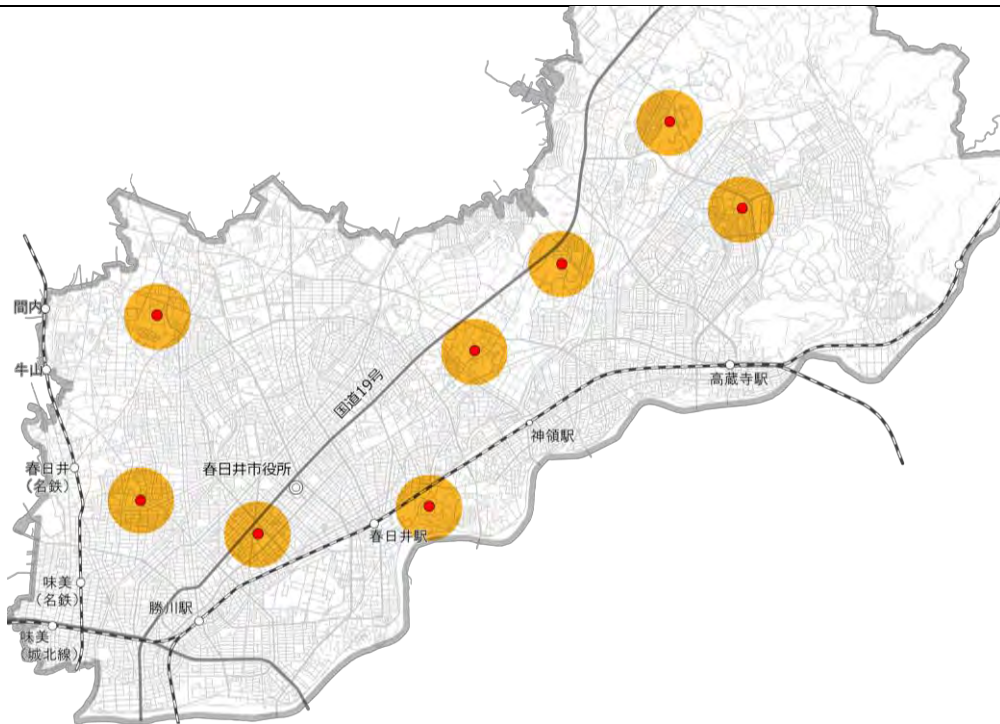 間内
牛山
国道19号
高蔵寺駅
神領駅
春日井
(名鉄)
春日井市役所
春日井駅
味美
(名鉄)
勝川駅
味美
(城北線)